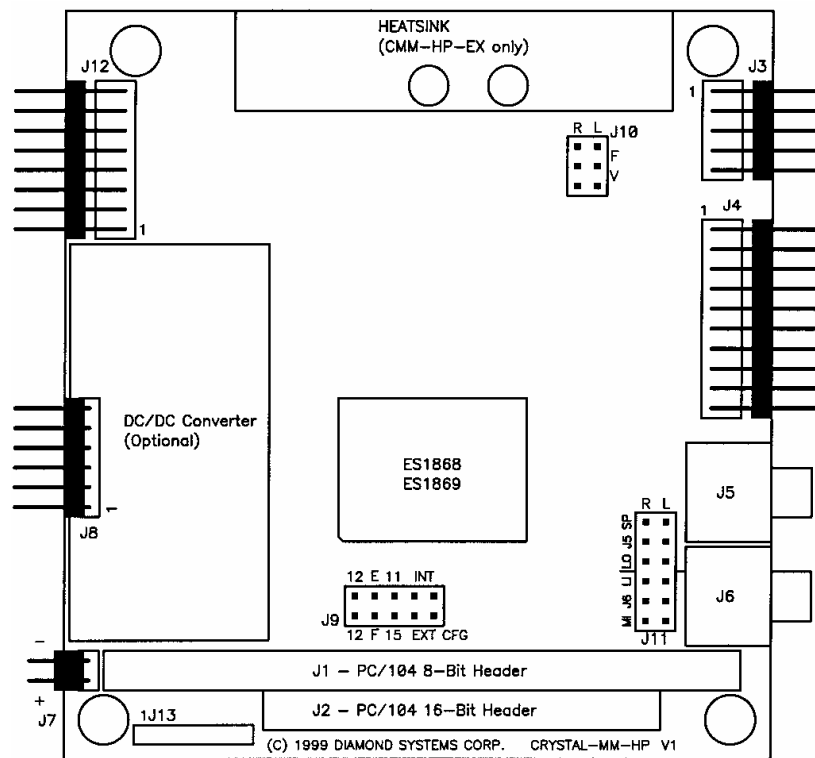 HEATSINK
(CMM-HP-EX only)
J12
J3
1
R L J10
F
V
1
J4
1
DC/DC Converter
(Optional)
ES1868
ES1869
J5
R L
SP
J5
LO
LI
J6
MI
J11
J6
1
J8
12 E 11 INT
J9
12 F 15 EXT CFG
-
+
J7
J1 - PC/104 8-Bit Header
J2 - PC/104 16-Bit Header
1J13
(C) 1999 DIAMOND SYSTEMS CORP. CRYSTAL-MM-HP V1